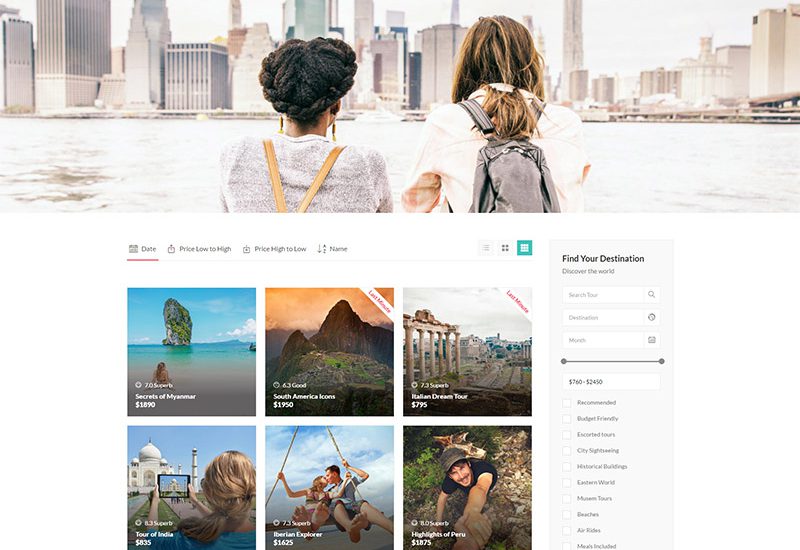 Date
Price Low to High
Price High to Low
Name
Last Minute
Last Minute
7.0 Superb
Secrets of Myanmar
$1890
6.3 Good
South America Icons
$1950
7.3 Superb
Italian Dream Tour
$795
8.3 Superb
Tour of India
$835
7.3 Superb
Iberian Explorer
$1625
8.0 Superb
Highlights of Peru
$1875
Find Your Destination
Discover the world
Search Tour
Destination
Month
$760 - $2450
Recommended
Budget Friendly
Escorted tours
City Sightseeing
Historical Buildings
Eastern World
Musem Tours
Beaches
Air Rides
Meals Included